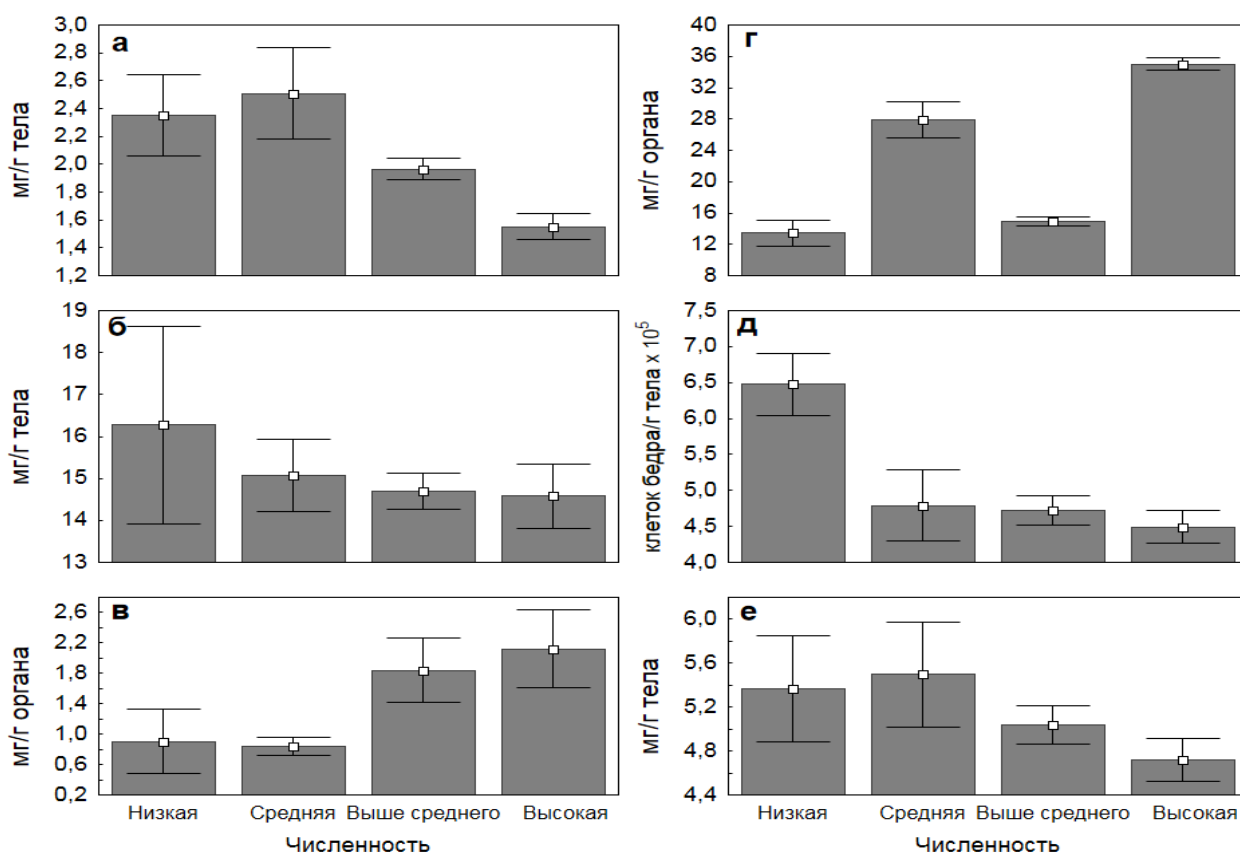 а
3,0
2,8
2,6
2,4
2,2
2,0
1,8
1,6
1,4
1,2
мг/г тела
г
40
36
32
28
24
20
16
12
8
мг/г органа
б
19
18
17
16
15
14
13
мг/г тела
д
7,5
7,0
6,5
6,0
5,5
5,0
4,5
4,0
клеток бедра/г тела x 10⁵
в
2,6
2,2
1,8
1,4
1,0
0,6
0,2
мг/г органа
Низкая Средняя Выше среднего Высокая
Численность
е
6,0
5,6
5,2
4,8
4,4
мг/г тела
Низкая Средняя Выше среднего Высокая
Численность